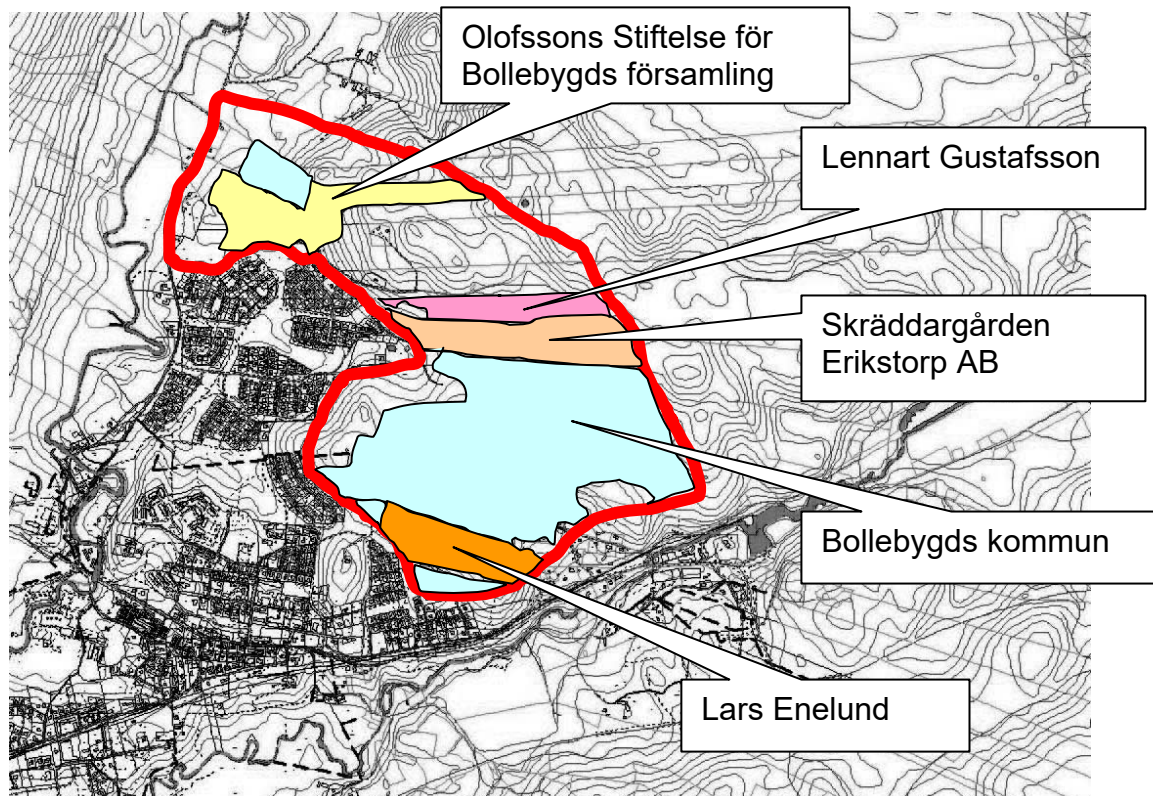 Olofssons Stiftelse för
Bollebygds församling
Lennart Gustafsson
Skräddargården
Erikstorp AB
Bollebygds kommun
Lars Enelund